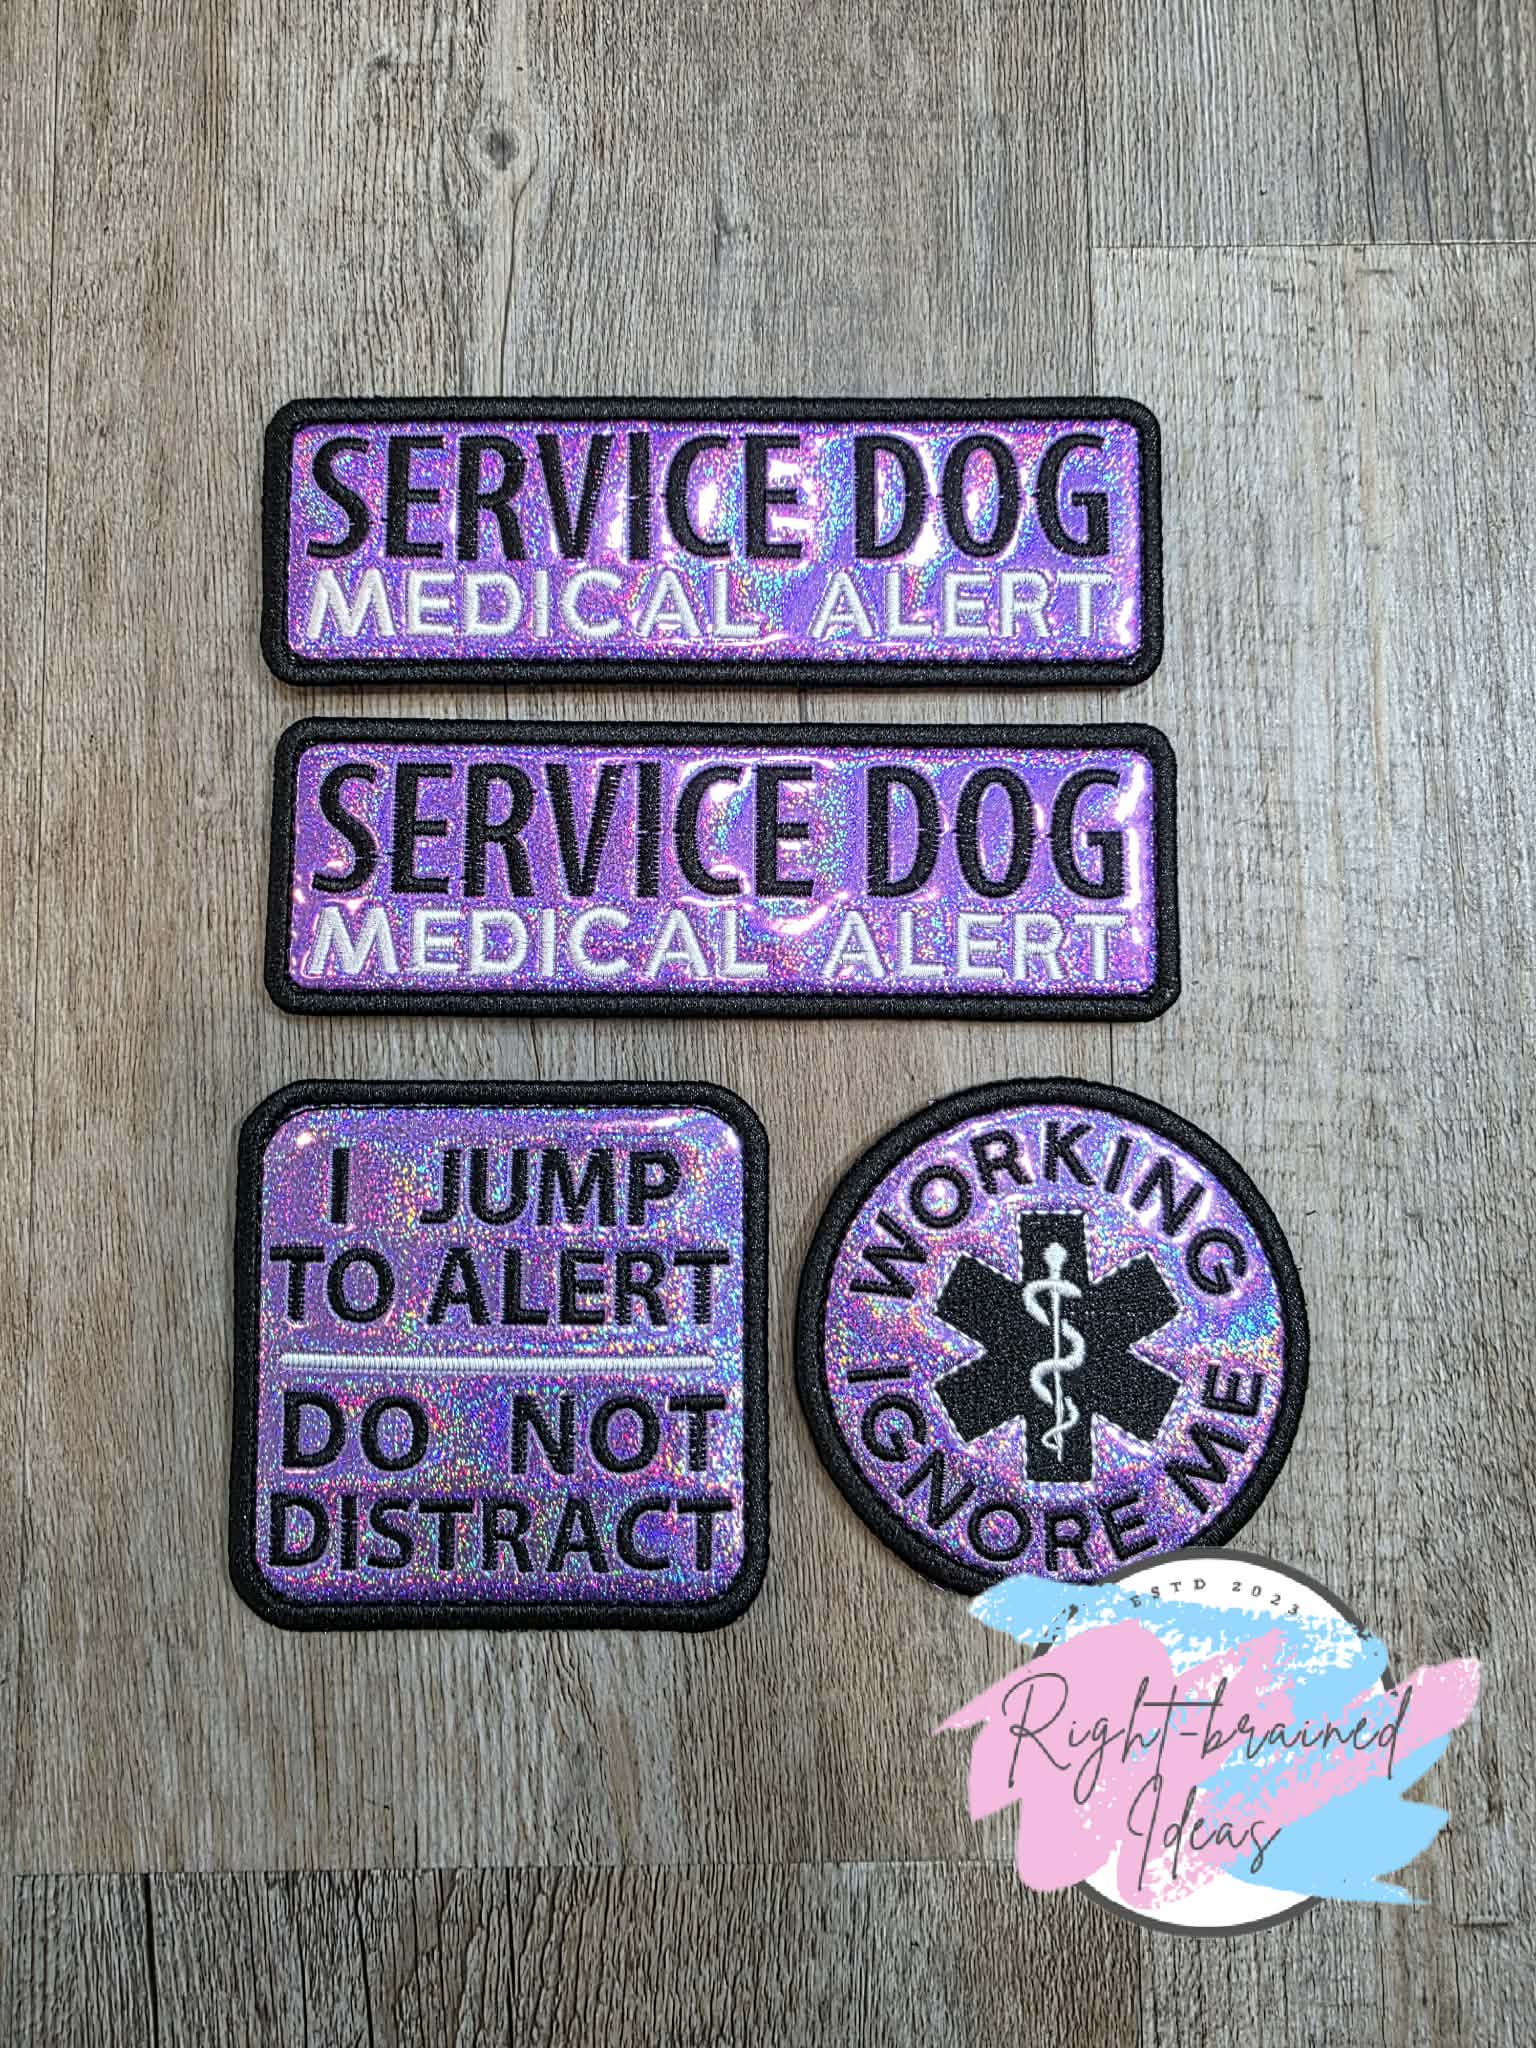 SERVICE DOG
MEDICAL ALERT
SERVICE DOG
MEDICAL ALERT
I JUMP
TO ALERT
DO NOT
DISTRACT
WORKING
IGNORE ME
ESTD 2023
Right-brained
Ideas